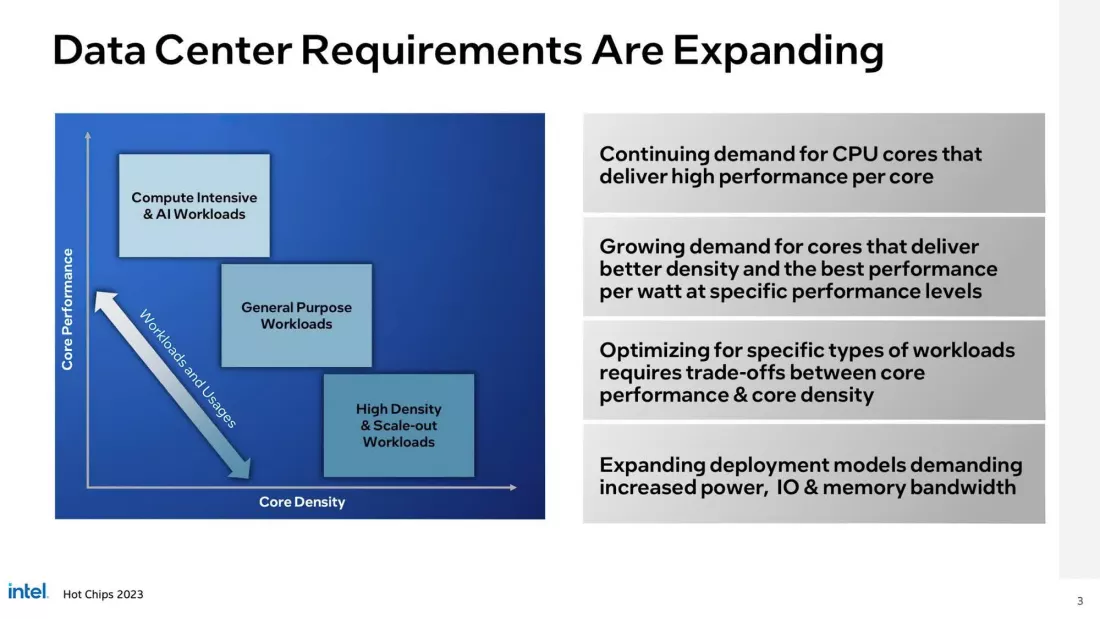 Data Center Requirements Are Expanding
Core Performance
Compute Intensive
& AI Workloads
General Purpose
Workloads
High Density
& Scale-out
Workloads
Workloads and Usages
Core Density
Continuing demand for CPU cores that
deliver high performance per core
Growing demand for cores that deliver
better density and the best performance
per watt at specific performance levels
Optimizing for specific types of workloads
requires trade-offs between core
performance & core density
Expanding deployment models demanding
increased power, IO & memory bandwidth
intel.
Hot Chips 2023
3